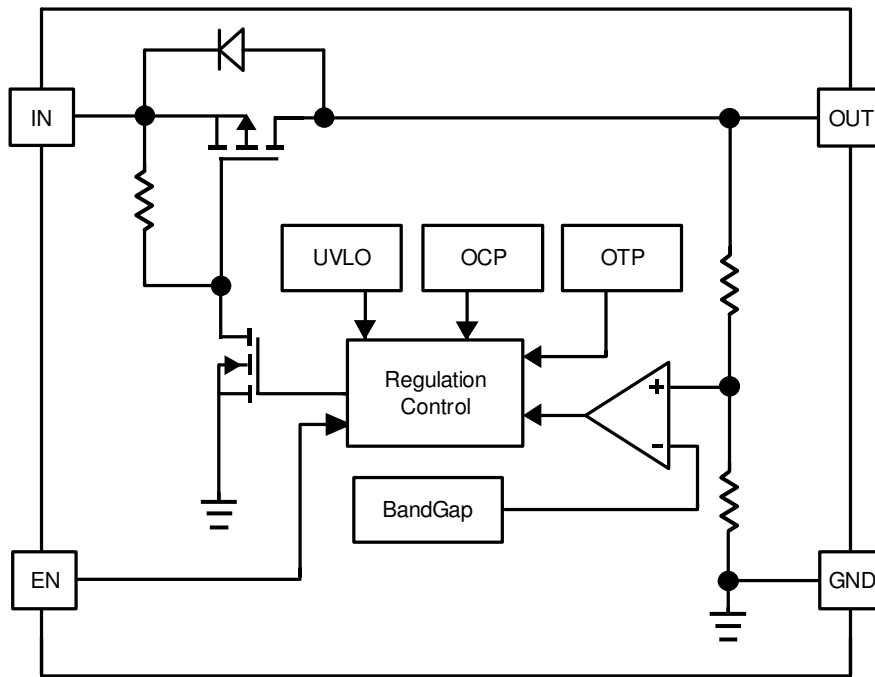 IN
OUT
UVLO
OCP
OTP
Regulation
Control
+
-
BandGap
EN
GND